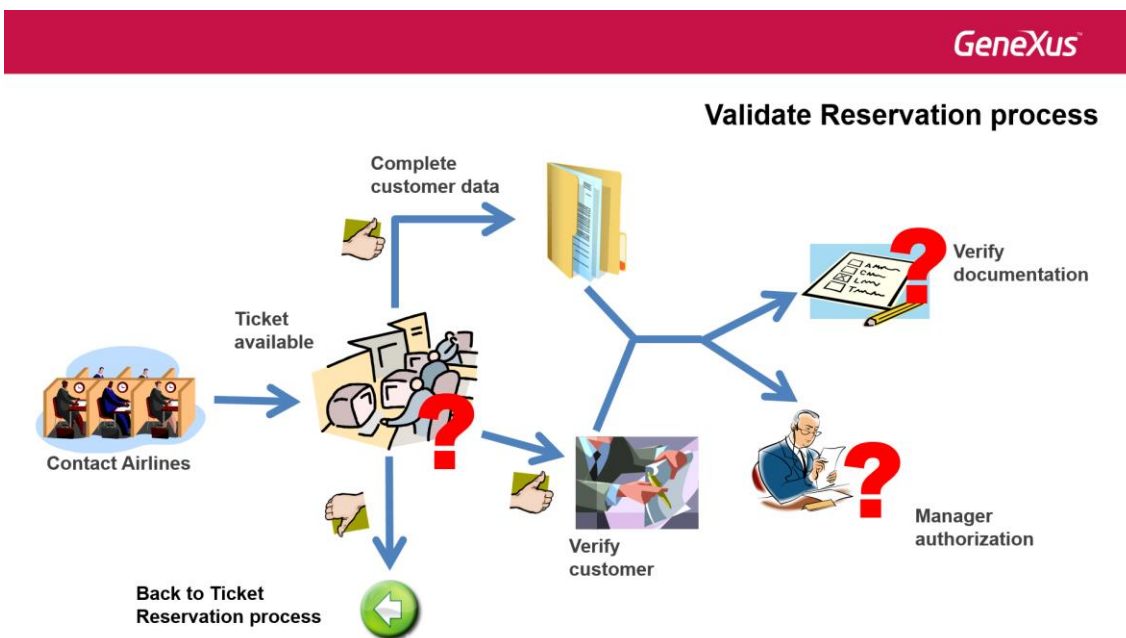 GeneXus™
Validate Reservation process
Complete
customer data
Verify
documentation
Ticket
available
Contact Airlines
Manager
authorization
Verify
customer
Back to Ticket
Reservation process